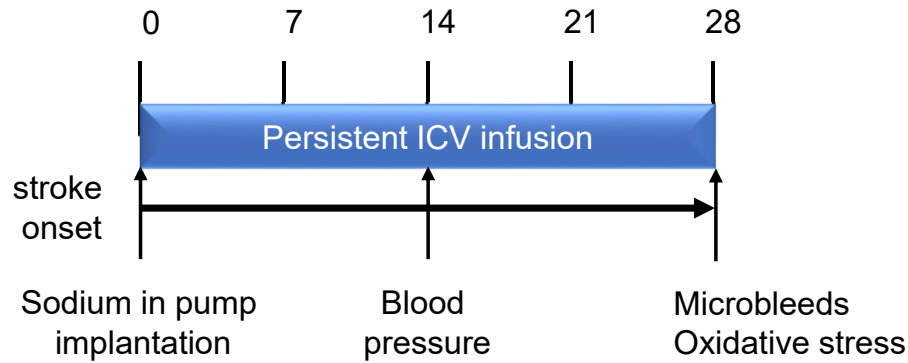 0 7 14 21 28
Persistent ICV infusion
stroke
onset
Sodium in pump
implantation
Blood
pressure
Microbleeds
Oxidative stress